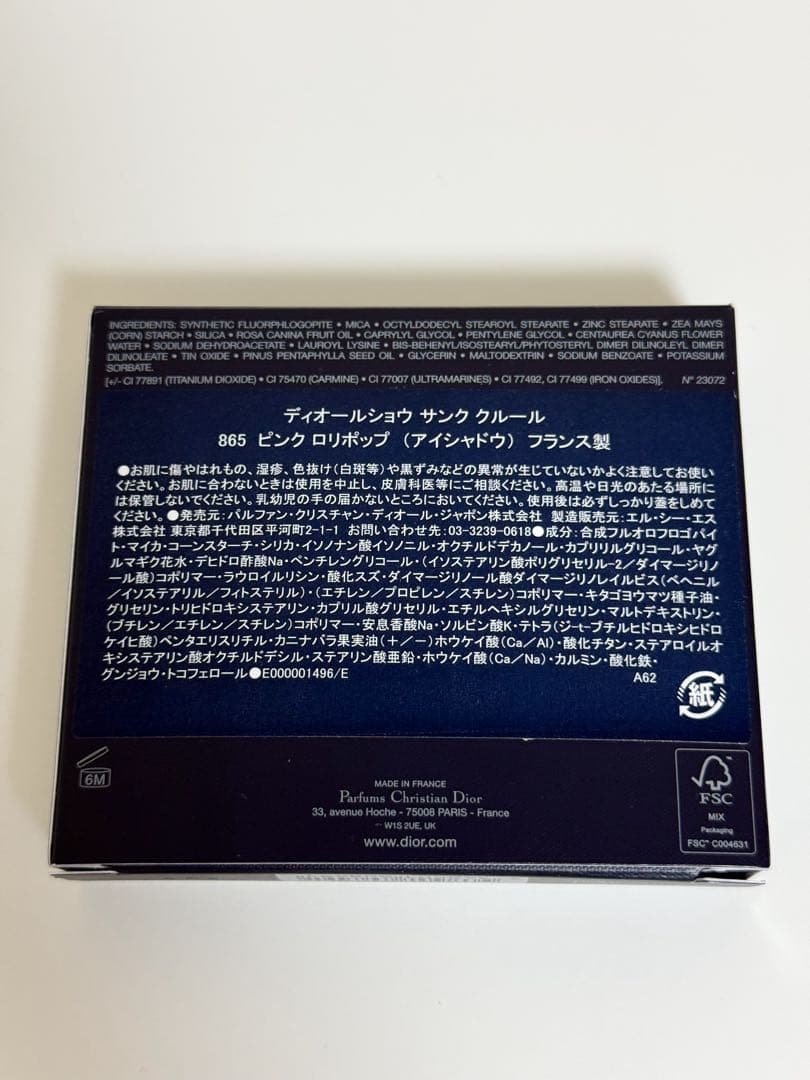 INGREDIENTS: SYNTHETIC FLUORPHLOGOPITE • MICA • OCTYLDODECYL STEAROYL STEARATE • ZINC STEARATE • ZEA MAYS
(CORN) STARCH • SILICA • ROSA CANINA FRUIT OIL • CAPRYLYL GLYCOL • PENTYLENE GLYCOL • CENTAUREA CYANUS FLOWER
WATER • SODIUM DEHYDROACETATE • LAUROYL LYSINE • BIS-BEHENYL/ISOSTEARYL/PHYTOSTERYL DIMER DILINOLEYL DIMER
DILINOLEATE • TIN OXIDE • PINUS PENTAPHYLLA SEED OIL • GLYCERIN • MALTODEXTRIN • SODIUM BENZOATE • POTASSIUM
SORBATE.
[+/- CI 77891 (TITANIUM DIOXIDE) • CI 75470 (CARMINE) • CI 77007 (ULTRAMARINES) • CI 77492, CI 77499 (IRON OXIDES)]. N° 23072
ディオールショウ サンク クルール
865 ピンク ロリポップ (アイシャドウ) フランス製
●お肌に傷やはれもの、湿疹、色抜け(白斑等)や黒ずみなどの異常が生じていないかよく注意してお使い
ください。お肌に合わないときは使用を中止し、皮膚科医等にご相談ください。高温や日光のあたる場所に
は保管しないでください。乳幼児の手の届かないところにおいてください。使用後は必ずしっかり蓋をしめて
ください。●発売元:パルファン・クリスチャン・ディオール・ジャポン株式会社 製造販売元:エル・シー・エス
株式会社 東京都千代田区平河町2-1-1 お問い合わせ先:03-3239-0618●成分:合成フルオロフロゴパイ
ト・マイカ・コーンスターチ・シリカ・イソノナン酸イソノニル・オクチルドデカノール・カプリリルグリコール・ヤグ
ルマギク花水・デヒドロ酢酸Na・ペンチレングリコール・(イソステアリン酸ポリグリセリル-2/ダイマージリノ
ール酸)コポリマー・ラウロイルリシン・酸化スズ・ダイマージリノール酸ダイマージリノレイルビス(ベヘニル
/イソステアリル/フィトステリル)・(エチレン/プロピレン/スチレン)コポリマー・キタゴヨウマツ種子油・
グリセリン・トリヒドロキシステアリン・カプリル酸グリセリル・エチルヘキシルグリセリン・マルトデキストリン・
(ブチレン/エチレン/スチレン)コポリマー・安息香酸Na・ソルビン酸K・テトラ(ジ-t-ブチルヒドロキシヒドロ
ケイヒ酸)ペンタエリスリチル・カニナバラ果実油(+/-)ホウケイ酸(Ca/Al)・酸化チタン・ステアロイルオ
キシステアリン酸オクチルドデシル・ステアリン酸亜鉛・ホウケイ酸(Ca/Na)・カルミン・酸化鉄・
グンジョウ・トコフェロール●E000001496/E A62
紙
6M
MADE IN FRANCE
Parfums Christian Dior
33, avenue Hoche - 75008 PARIS - France
W1S 2UE, UK
www.dior.com
FSC
MIX
Packaging
FSC™ C004631